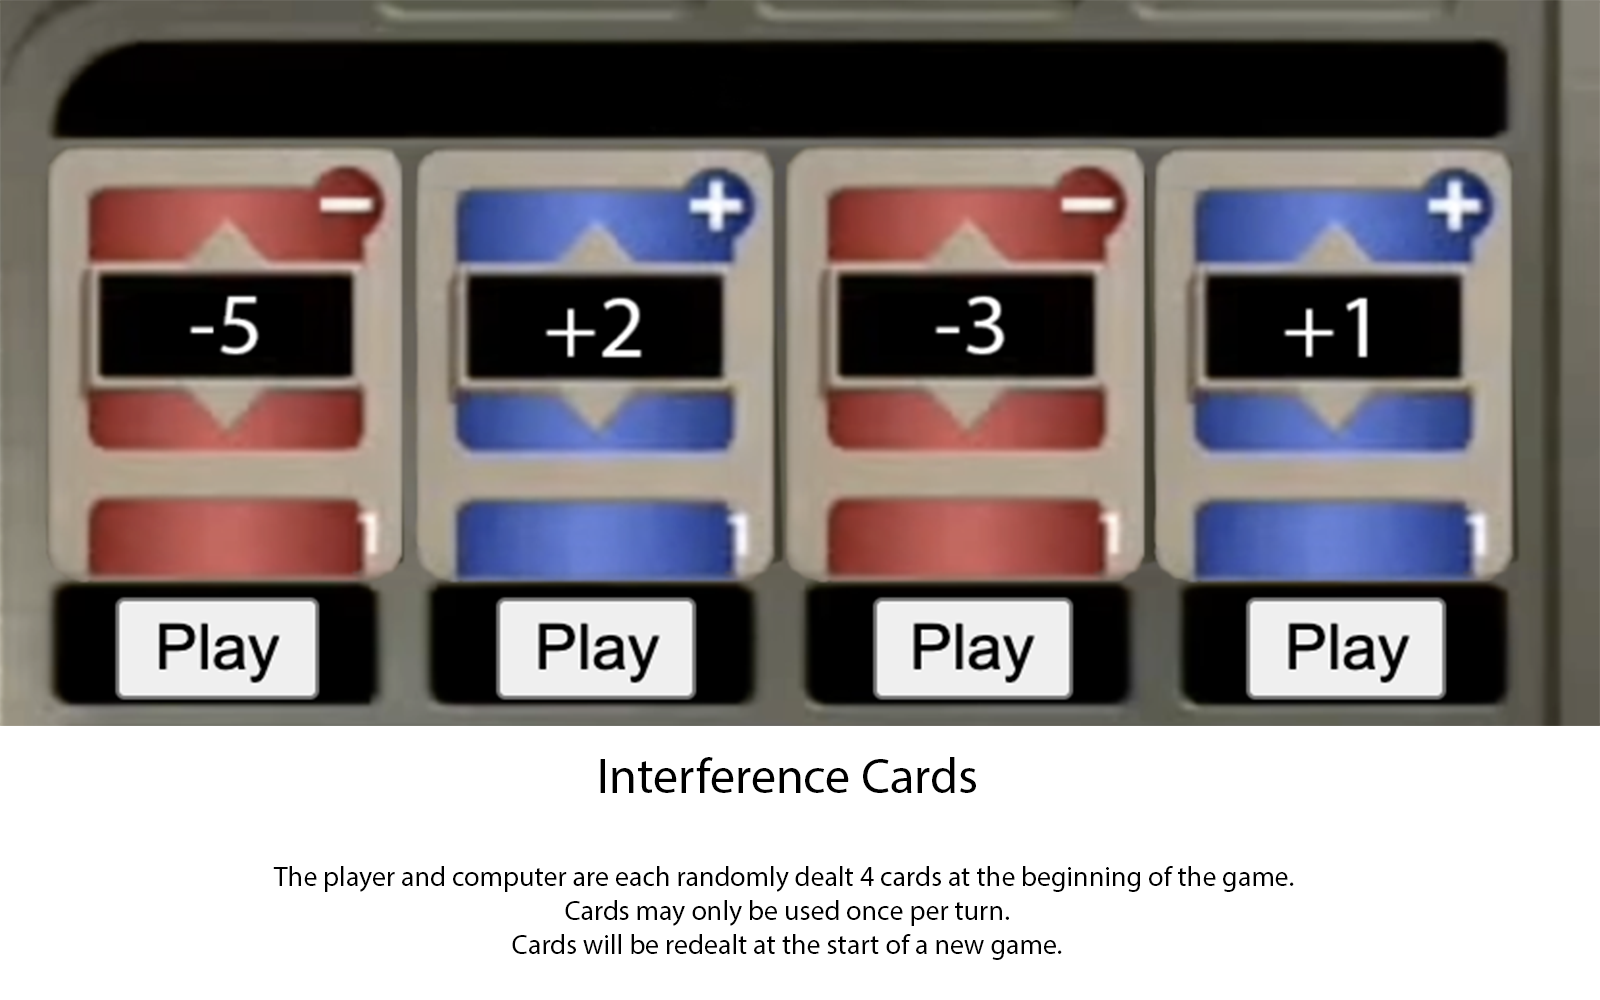 - + - +
-5 +2 -3 +1
1 1 1 1
Play Play Play Play
Interference Cards
The player and computer are each randomly dealt 4 cards at the beginning of the game.
Cards may only be used once per turn.
Cards will be redealt at the start of a new game.